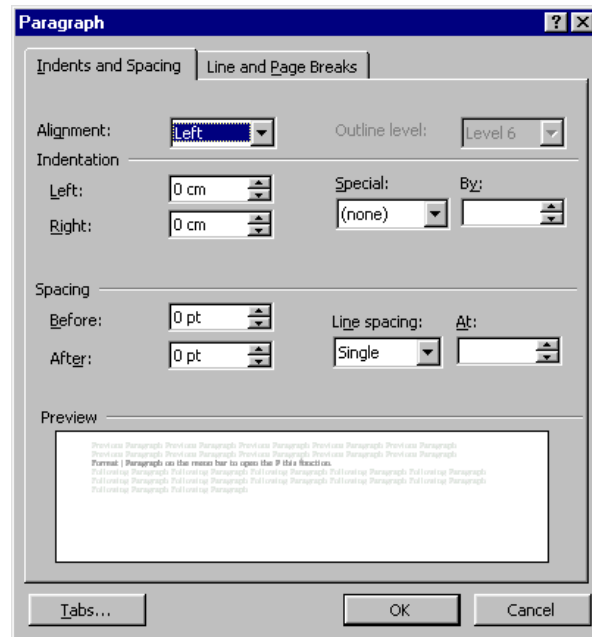 Paragraph
Indents and Spacing Line and Page Breaks
Alignment: Left Outline level: Level 6
Indentation
Left: 0 cm Special: By:
Right: 0 cm (none)
Spacing
Before: 0 pt Line spacing: At:
After: 0 pt Single
Preview
Previous Paragraph Previous Paragraph Previous Paragraph Previous Paragraph Previous Paragraph
Previous Paragraph Previous Paragraph Previous Paragraph Previous Paragraph Previous Paragraph
Format | Paragraph on the menu bar to open the P this function.
Following Paragraph Following Paragraph Following Paragraph Following Paragraph Following Paragraph
Following Paragraph Following Paragraph Following Paragraph Following Paragraph Following Paragraph
Following Paragraph Following Paragraph
Tabs... OK Cancel